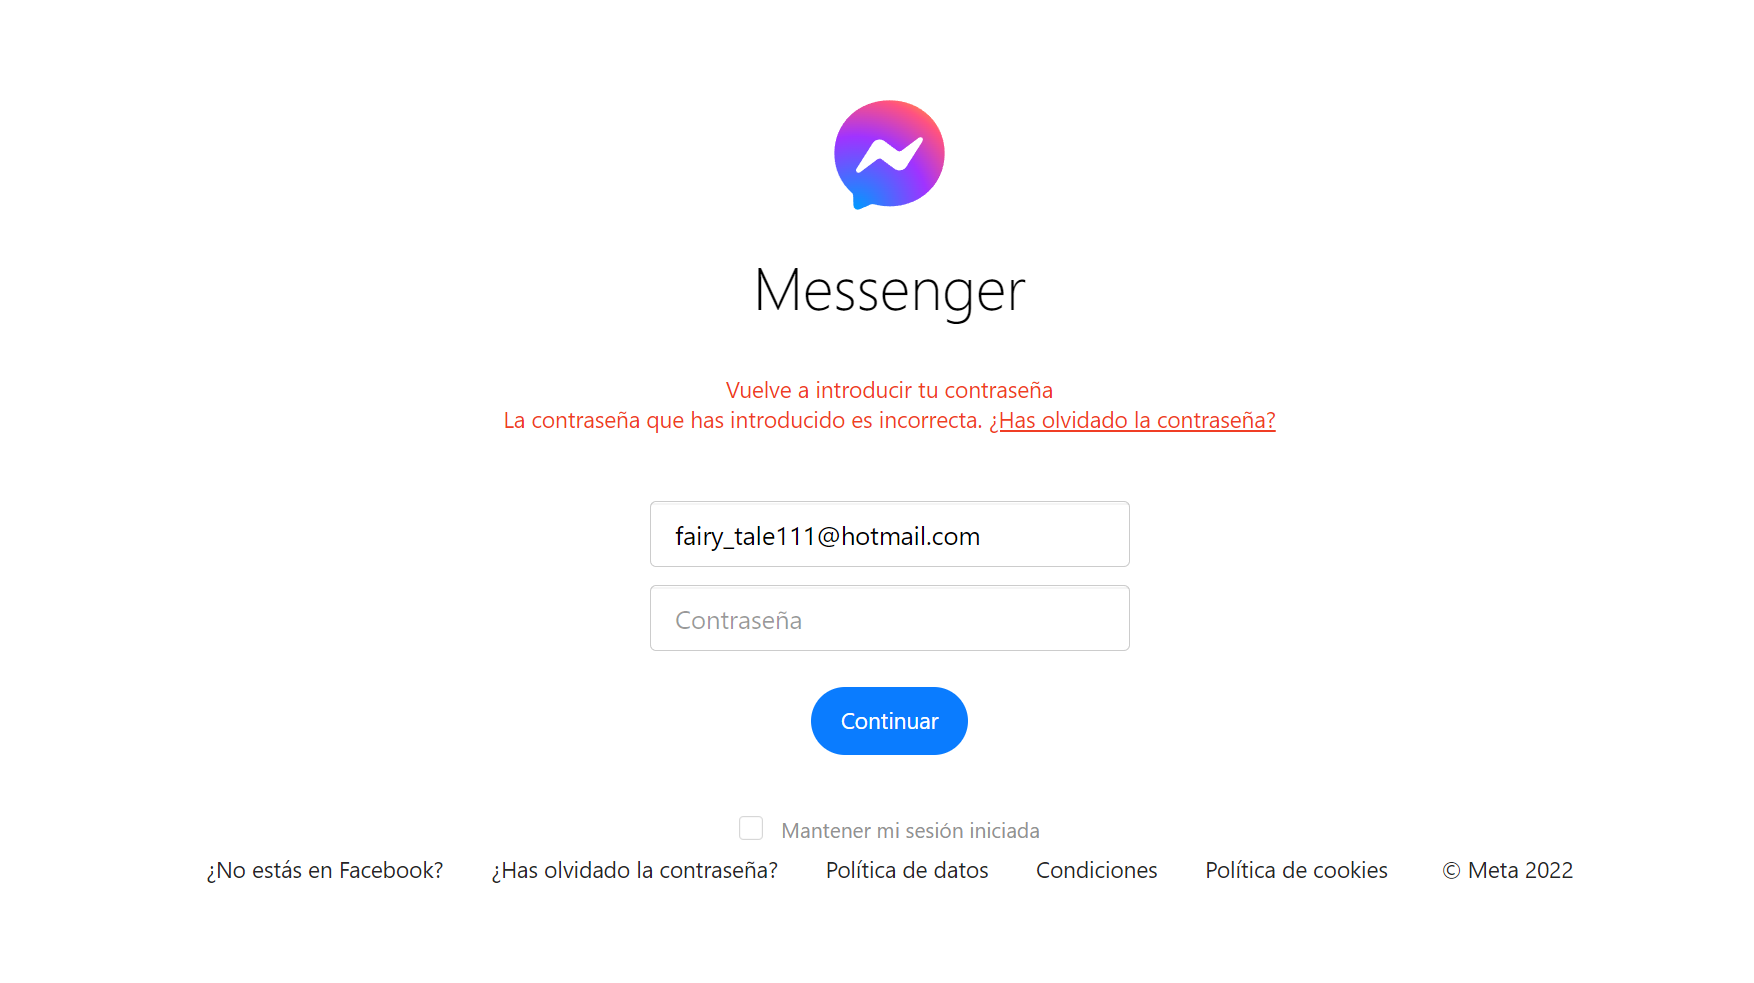 Messenger
Vuelve a introducir tu contraseña
La contraseña que has introducido es incorrecta. ¿Has olvidado la contraseña?
fairy_tale111@hotmail.com
Contraseña
Continuar
Mantener mi sesión iniciada
¿No estás en Facebook? ¿Has olvidado la contraseña? Política de datos Condiciones Política de cookies © Meta 2022